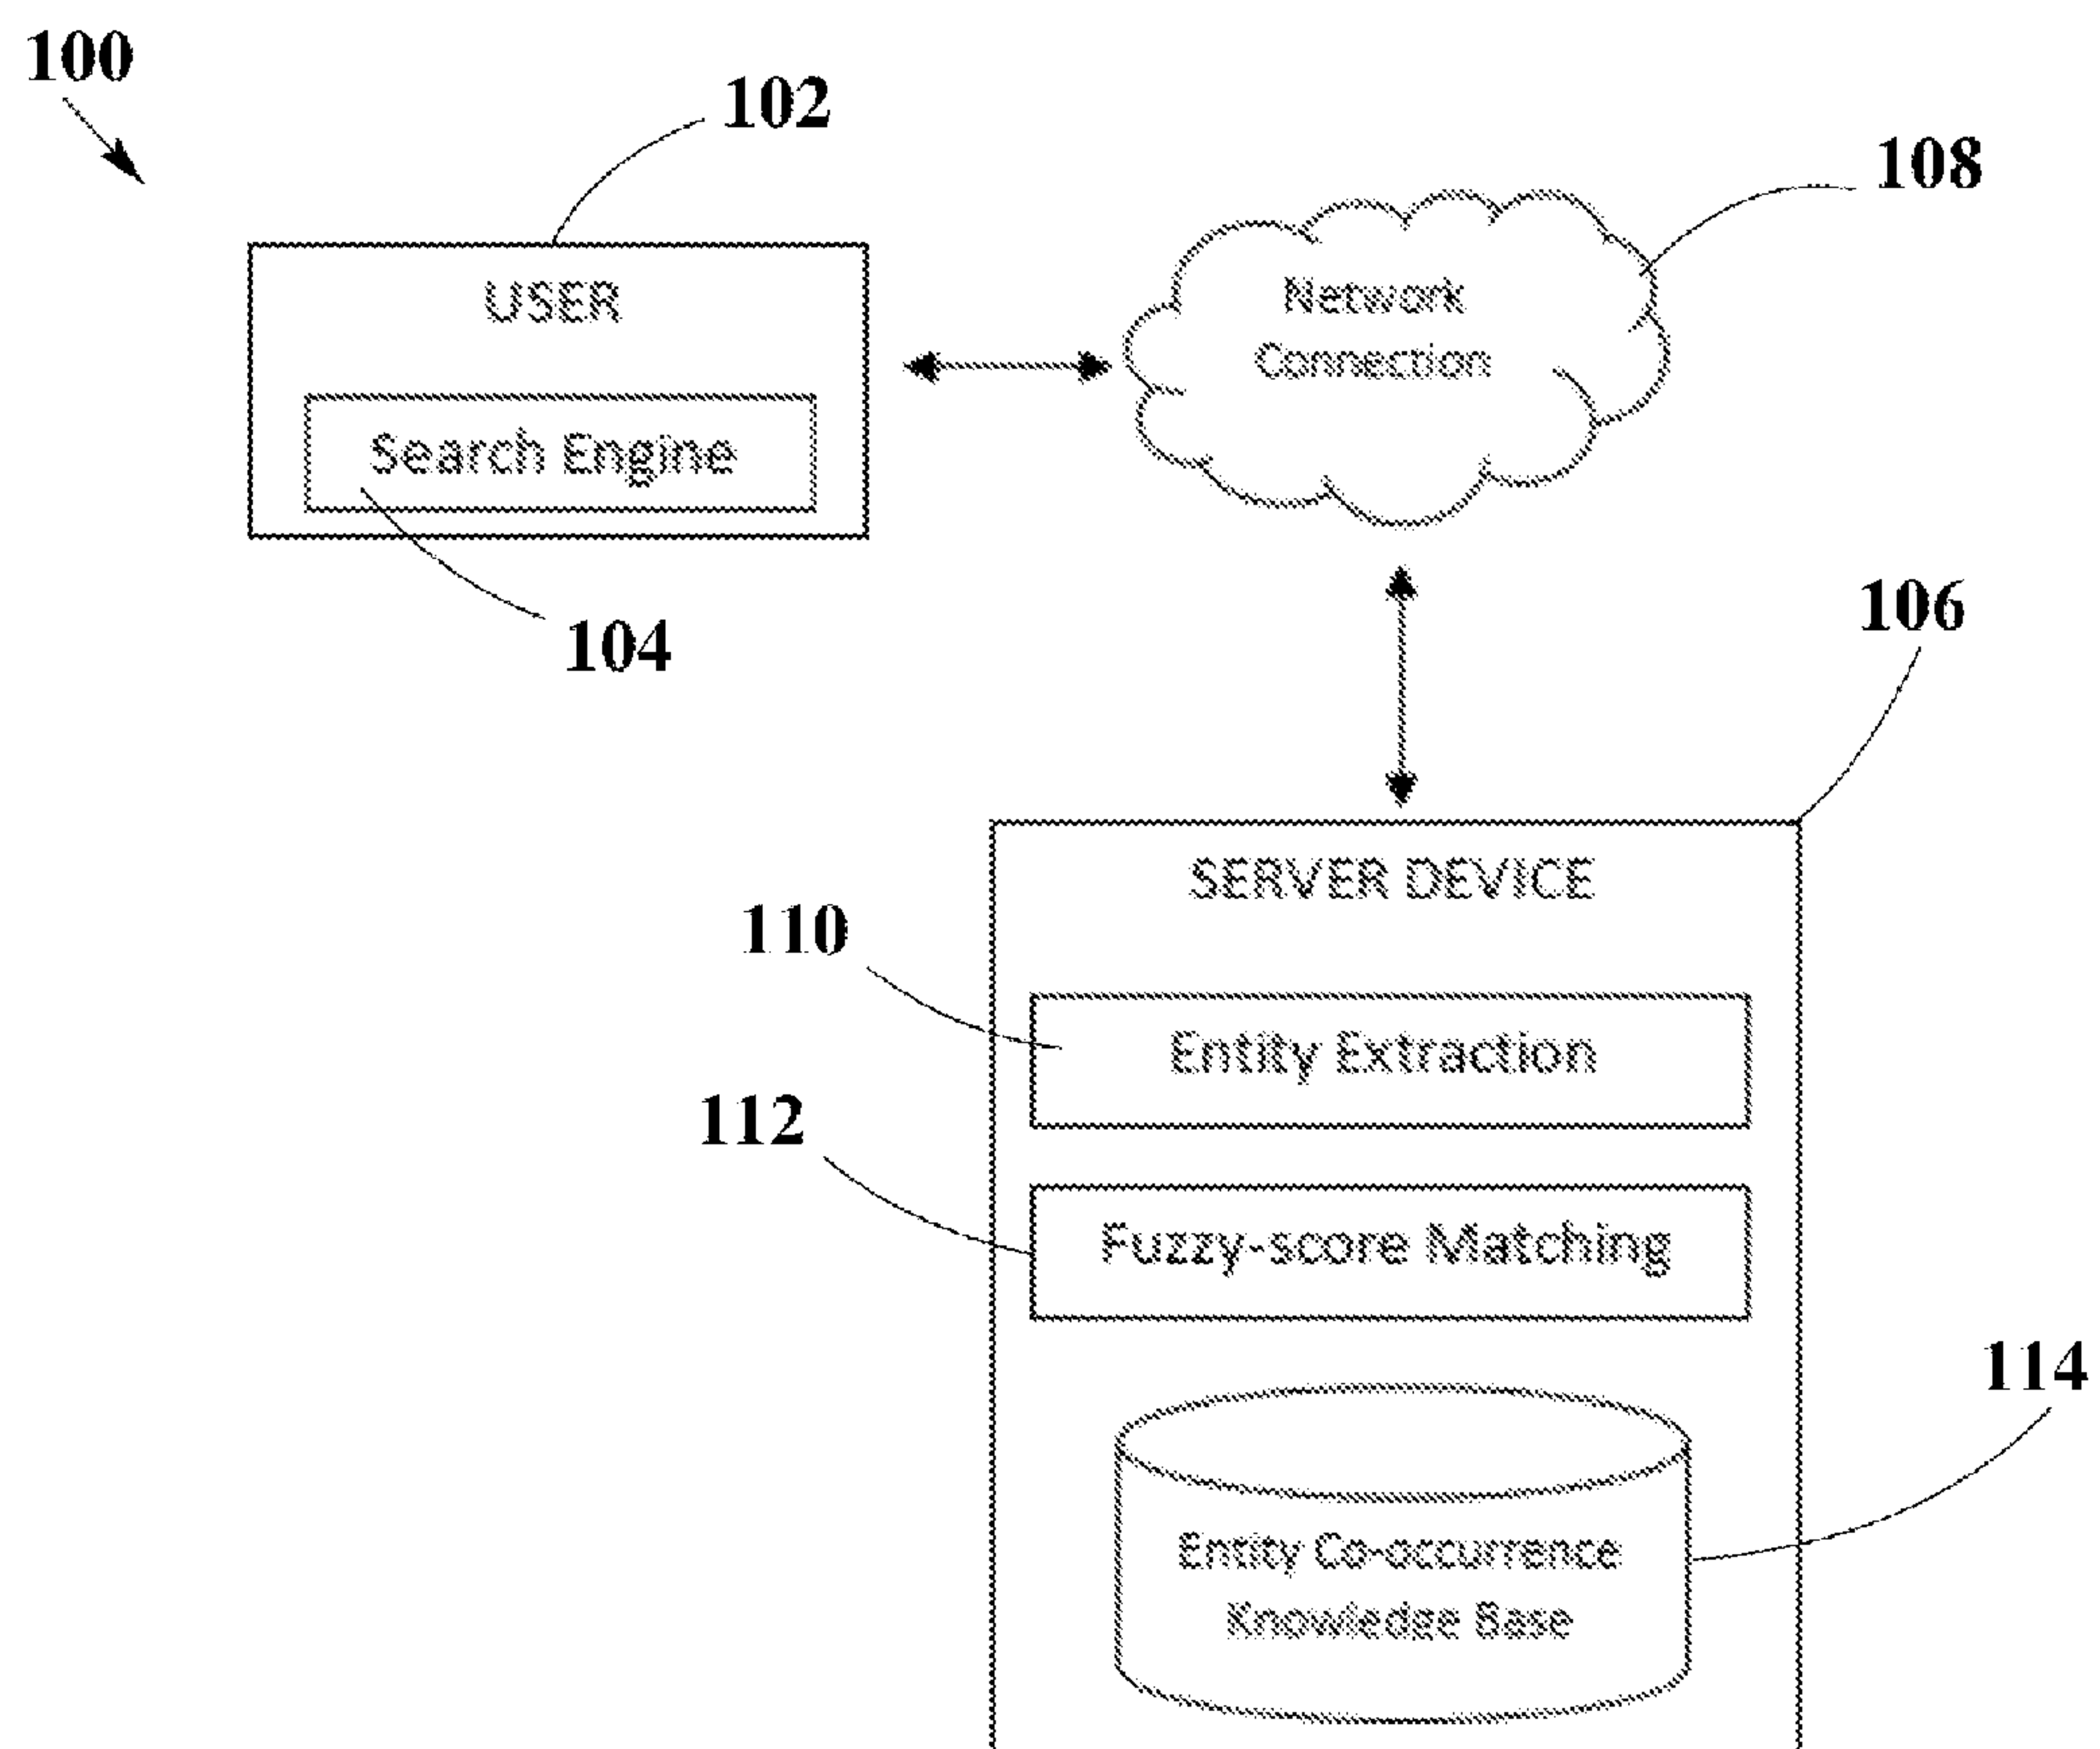 100
102
108
USER
Network
Connection
Search Engine
104
106
SERVER DEVICE
110
Entity Extraction
112
Fuzzy-score Matching
114
Entity Co-occurrence
Knowledge Base